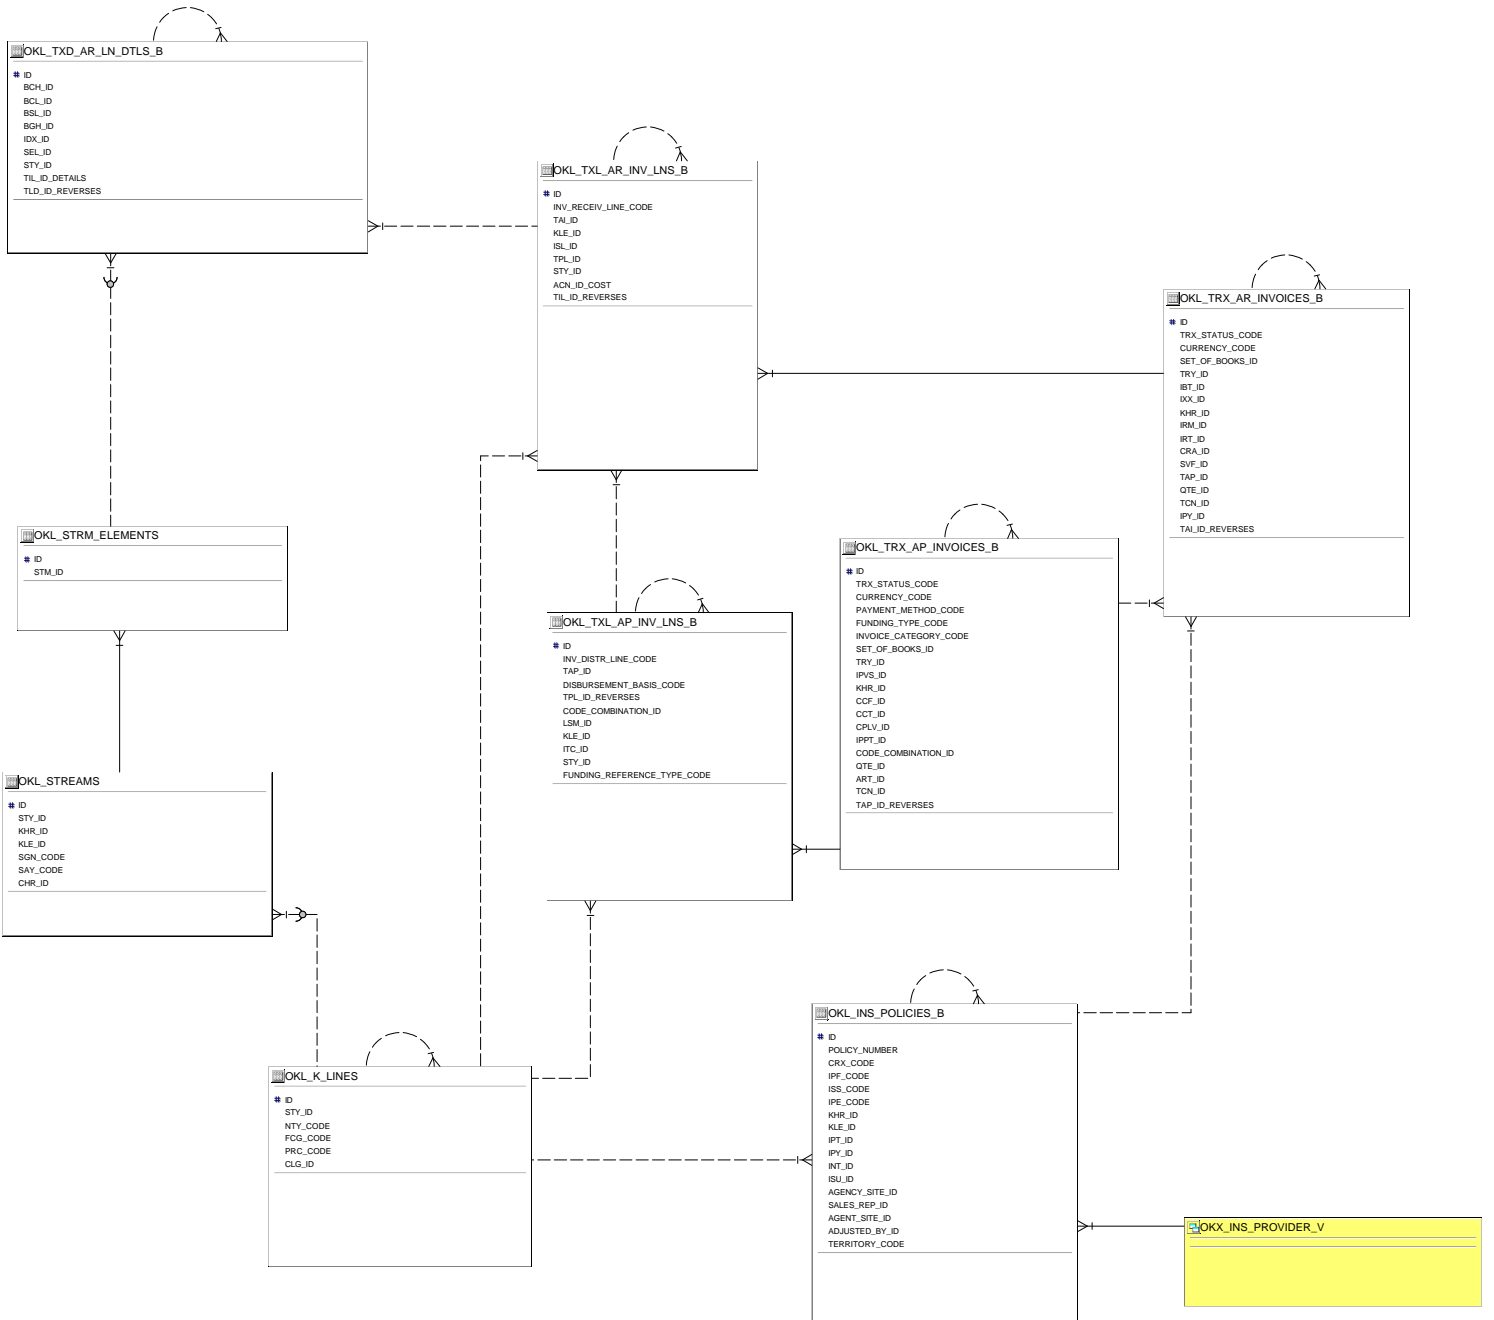 OKL_TXD_AR_LN_DTLS_B
# ID
BCH_ID
BCL_ID
BSL_ID
BGH_ID
IDX_ID
SEL_ID
STY_ID
TIL_ID_DETAILS
TLD_ID_REVERSES
OKL_TXL_AR_INV_LNS_B
# ID
INV_RECEIV_LINE_CODE
TAI_ID
KLE_ID
ISL_ID
TPL_ID
STY_ID
ACN_ID_COST
TIL_ID_REVERSES
OKL_TRX_AR_INVOICES_B
# ID
TRX_STATUS_CODE
CURRENCY_CODE
SET_OF_BOOKS_ID
TRY_ID
IBT_ID
IXX_ID
KHR_ID
IRM_ID
IRT_ID
CRA_ID
SVF_ID
TAP_ID
QTE_ID
TCN_ID
IPY_ID
TAI_ID_REVERSES
OKL_STRM_ELEMENTS
# ID
STM_ID
OKL_TRX_AP_INVOICES_B
# ID
TRX_STATUS_CODE
CURRENCY_CODE
PAYMENT_METHOD_CODE
FUNDING_TYPE_CODE
INVOICE_CATEGORY_CODE
SET_OF_BOOKS_ID
TRY_ID
IPVS_ID
KHR_ID
CCF_ID
CCT_ID
CPLV_ID
IPPT_ID
CODE_COMBINATION_ID
QTE_ID
ART_ID
TCN_ID
TAP_ID_REVERSES
OKL_TXL_AP_INV_LNS_B
# ID
INV_DISTR_LINE_CODE
TAP_ID
DISBURSEMENT_BASIS_CODE
TPL_ID_REVERSES
CODE_COMBINATION_ID
LSM_ID
KLE_ID
ITC_ID
STY_ID
FUNDING_REFERENCE_TYPE_CODE
OKL_STREAMS
# ID
STY_ID
KHR_ID
KLE_ID
SGN_CODE
SAY_CODE
CHR_ID
OKL_K_LINES
# ID
STY_ID
NTY_CODE
FCG_CODE
PRC_CODE
CLG_ID
OKL_INS_POLICIES_B
# ID
POLICY_NUMBER
CRX_CODE
IPF_CODE
ISS_CODE
IPE_CODE
KHR_ID
KLE_ID
IPT_ID
IPY_ID
INT_ID
ISU_ID
AGENCY_SITE_ID
SALES_REP_ID
AGENT_SITE_ID
ADJUSTED_BY_ID
TERRITORY_CODE
OKX_INS_PROVIDER_V